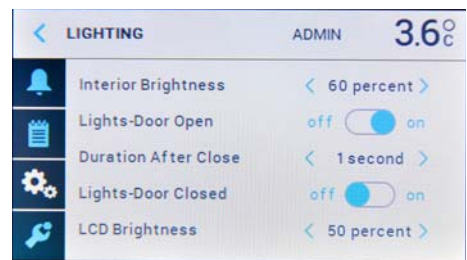 LIGHTING ADMIN 3.6°C
Interior Brightness < 60 percent >
Lights-Door Open off on
Duration After Close < 1 second >
Lights-Door Closed off on
LCD Brightness < 50 percent >